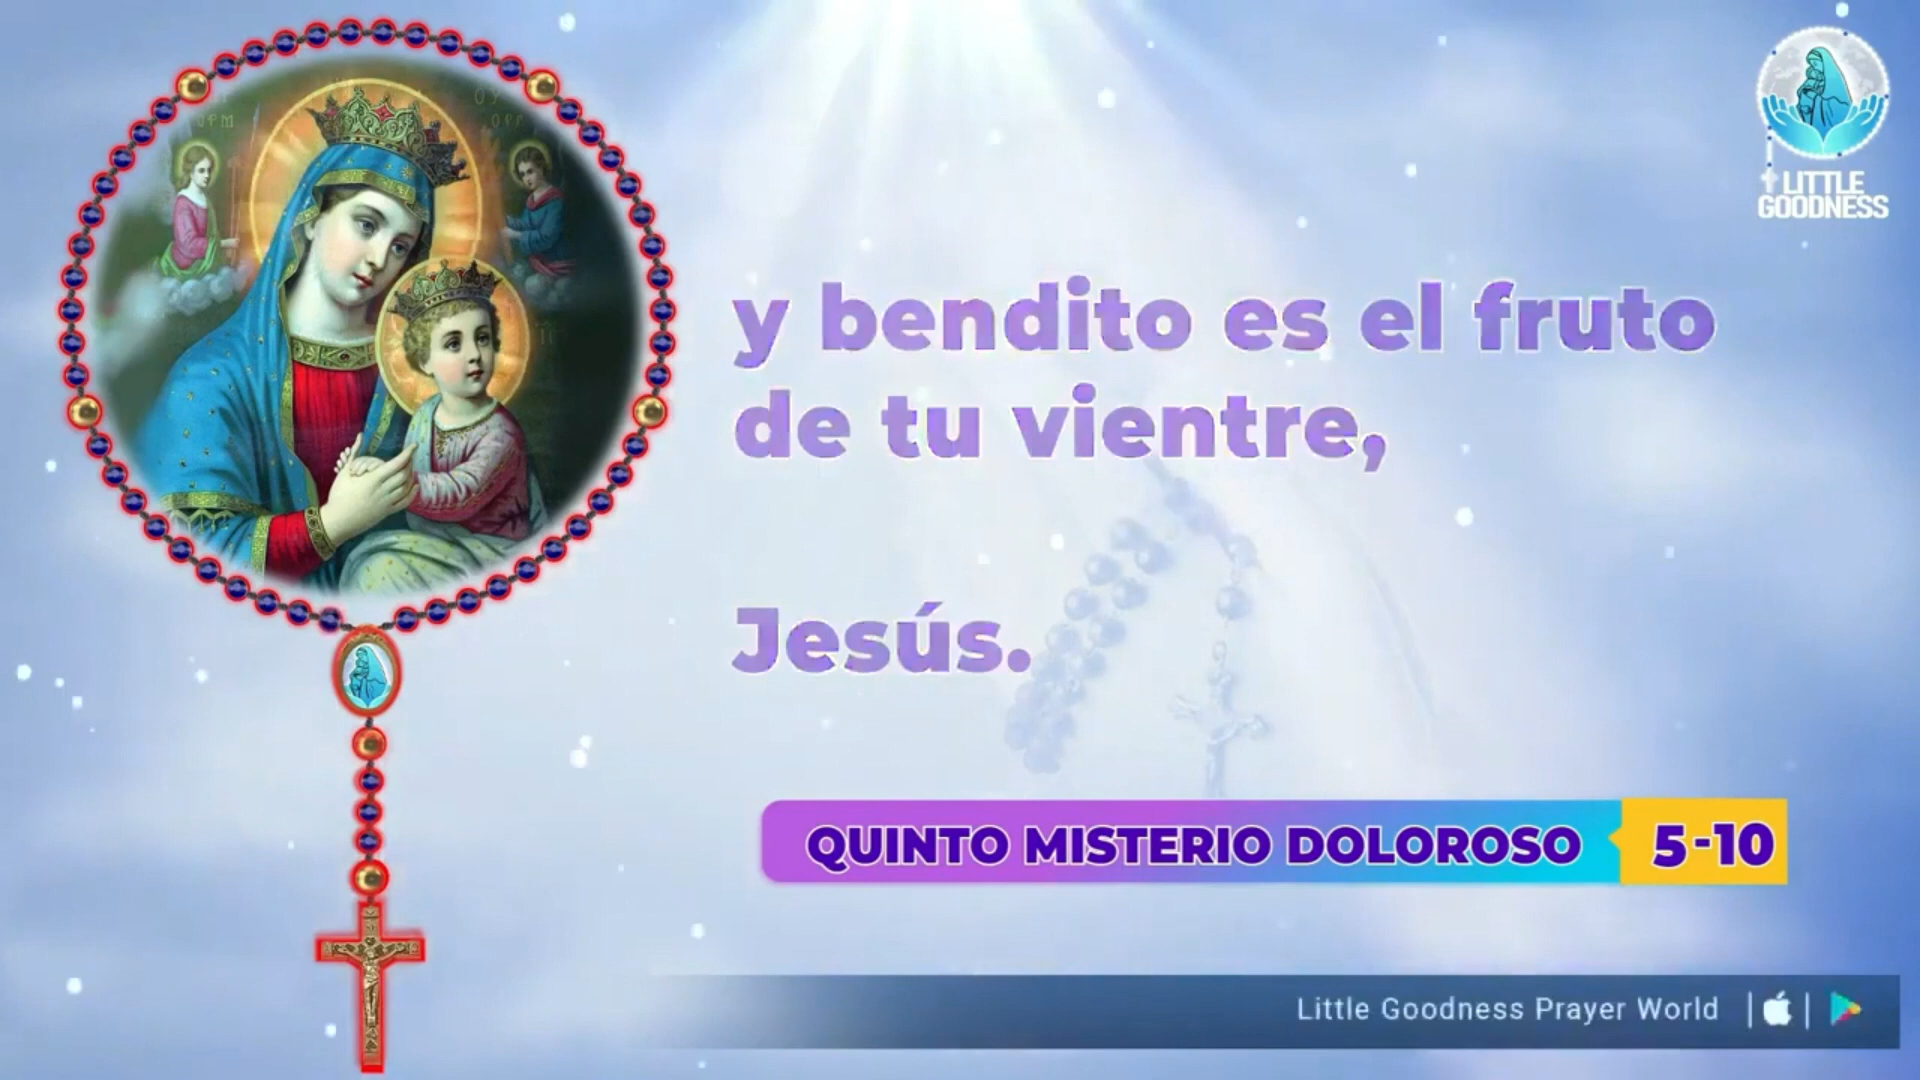 LITTLE
GOODNESS
y bendito es el fruto
de tu vientre,
Jesús.
QUINTO MISTERIO DOLOROSO 5-10
Little Goodness Prayer World